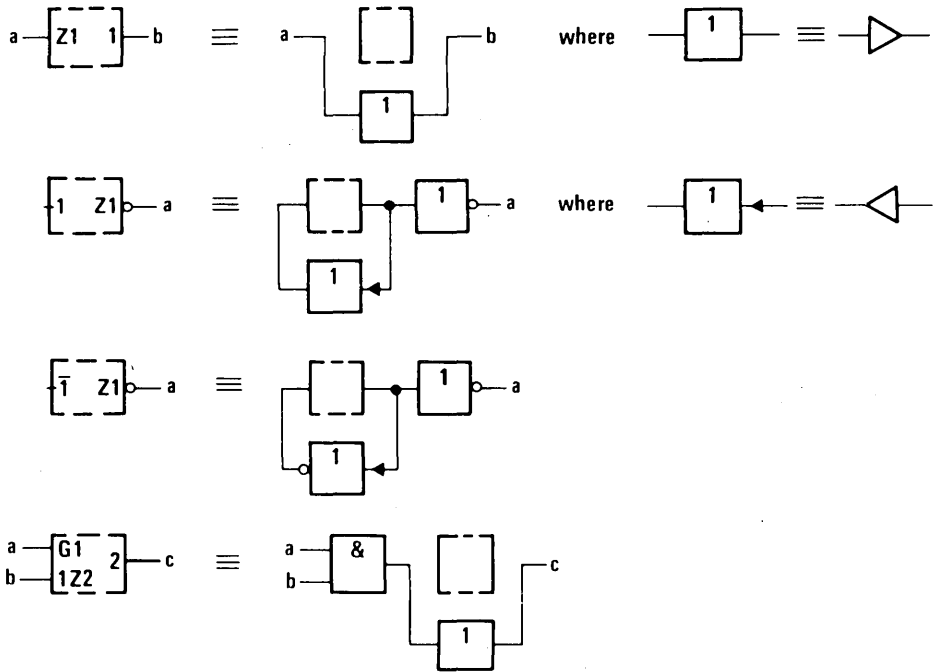 a Z1 1 b ≡ a b where 1 ≡
1
1 Z1 a ≡ 1 a where 1 ≡
1
1̅ Z1 a ≡ 1 a
1
a G1 2 c ≡ a & c
b 1Z2 b
1